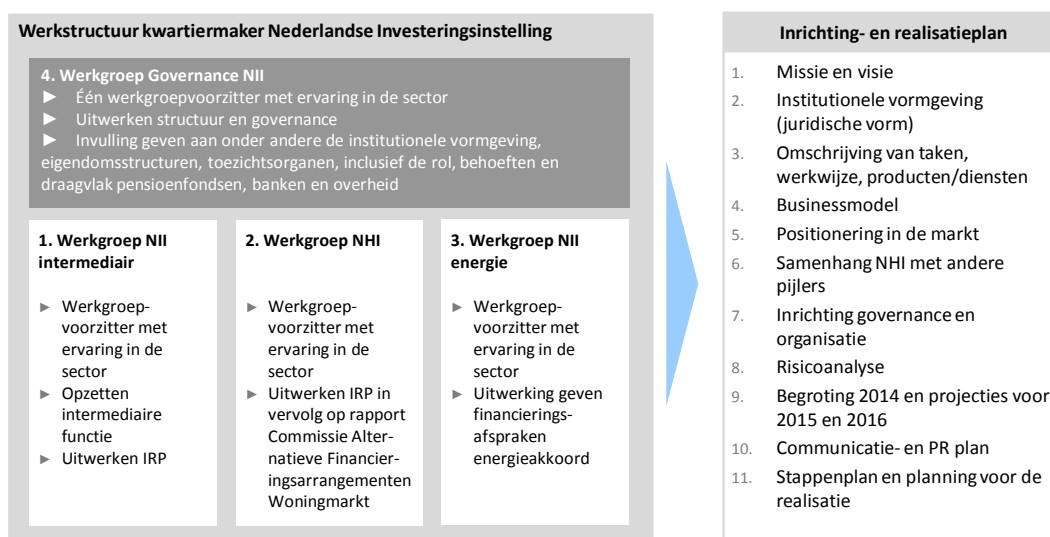 Werkstructuur kwartiermaker Nederlandse Investeringsinstelling
4. Werkgroep Governance NII
► Één werkgroepvoorzitter met ervaring in de sector
► Uitwerken structuur en governance
► Invulling geven aan onder andere de institutionele vormgeving,
eigendomsstructuren, toezichtsorganen, inclusief de rol, behoeften en
draagvlak pensioenfondsen, banken en overheid
1. Werkgroep NII
intermediair
► Werkgroep-
voorzitter met
ervaring in de
sector
► Opzetten
intermediaire
functie
► Uitwerken IRP
2. Werkgroep NHI
► Werkgroep-
voorzitter met
ervaring in de
sector
► Uitwerken IRP in
vervolg op rapport
Commissie Alter-
natieve Financier-
ingsarrangementen
Woningmarkt
3. Werkgroep NII
energie
► Werkgroep-
voorzitter met
ervaring in de
sector
► Uitwerking geven
financierings-
afspraken
energieakkoord
Inrichting- en realisatieplan
1. Missie en visie
2. Institutionele vormgeving
(juridische vorm)
3. Omschrijving van taken,
werkwijze, producten/diensten
4. Businessmodel
5. Positionering in de markt
6. Samenhang NHI met andere
pijlers
7. Inrichting governance en
organisatie
8. Risicoanalyse
9. Begroting 2014 en projecties voor
2015 en 2016
10. Communicatie- en PR plan
11. Stappenplan en planning voor de
realisatie